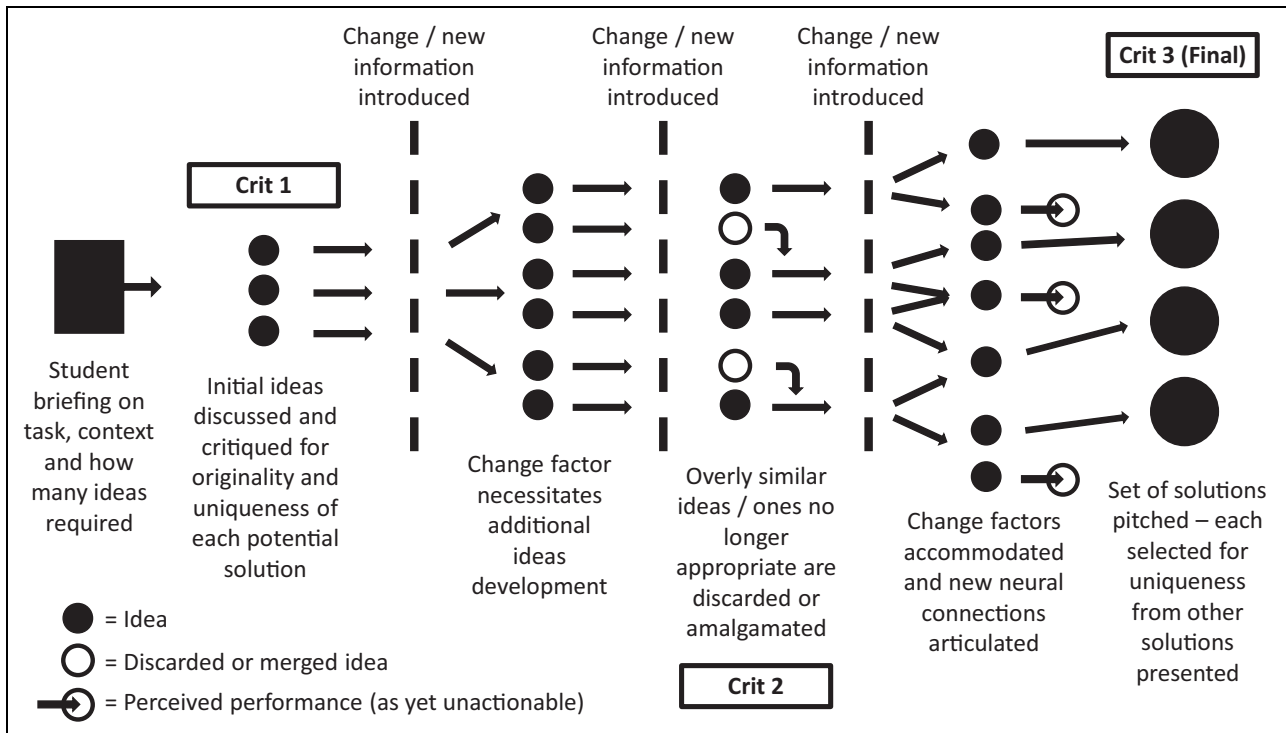 Change / new
information
introduced
Change / new
information
introduced
Change / new
information
introduced
Crit 3 (Final)
Crit 1
Student
briefing on
task, context
and how
many ideas
required
Initial ideas
discussed and
critiqued for
originality and
uniqueness of
each potential
solution
Change factor
necessitates
additional
ideas
development
Overly similar
ideas / ones no
longer
appropriate are
discarded or
amalgamated
Crit 2
Change factors
accommodated
and new neural
connections
articulated
Set of solutions
pitched – each
selected for
uniqueness
from other
solutions
presented
= Idea
= Discarded or merged idea
= Perceived performance (as yet unactionable)